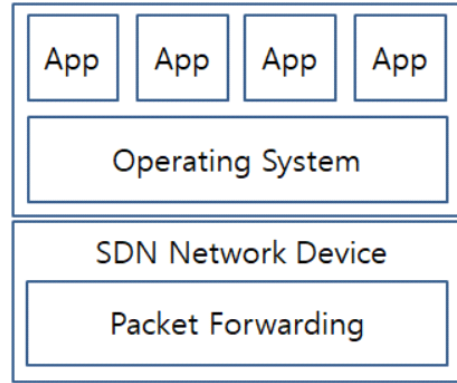 App App App App
Operating System
SDN Network Device
Packet Forwarding